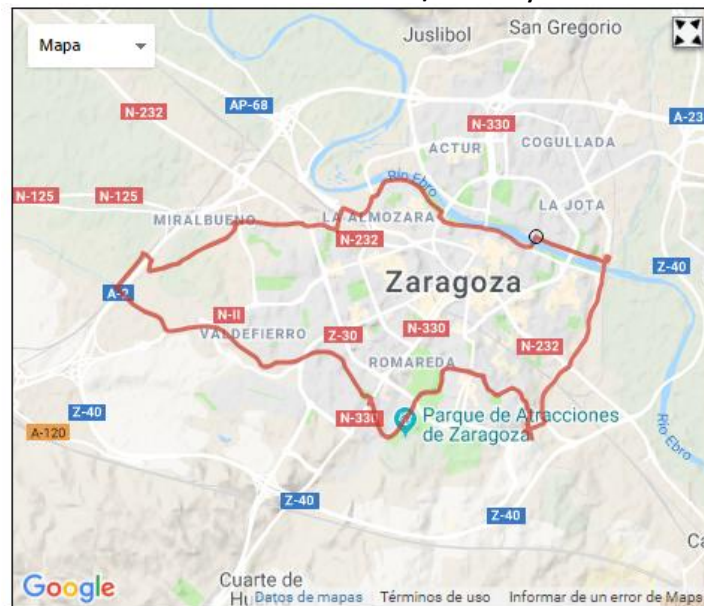 Mapa
Juslibol
San Gregorio
AP-68
N-232
N-330
A-23
ACTUR
COGULLADA
Río Ebro
N-125
N-125
LA JOTA
MIRALBUENO
LA ALMOZARA
N-232
Z-40
Zaragoza
A-2
N-II
VALDEFIERRO
Z-30
N-330
N-232
ROMAREDA
Z-40
N-330
Parque de Atracciones
de Zaragoza
A-120
Río Ebro
Z-40
Z-40
Google
Cuarte de
Datos de mapas
Términos de uso
Informar de un error de Maps